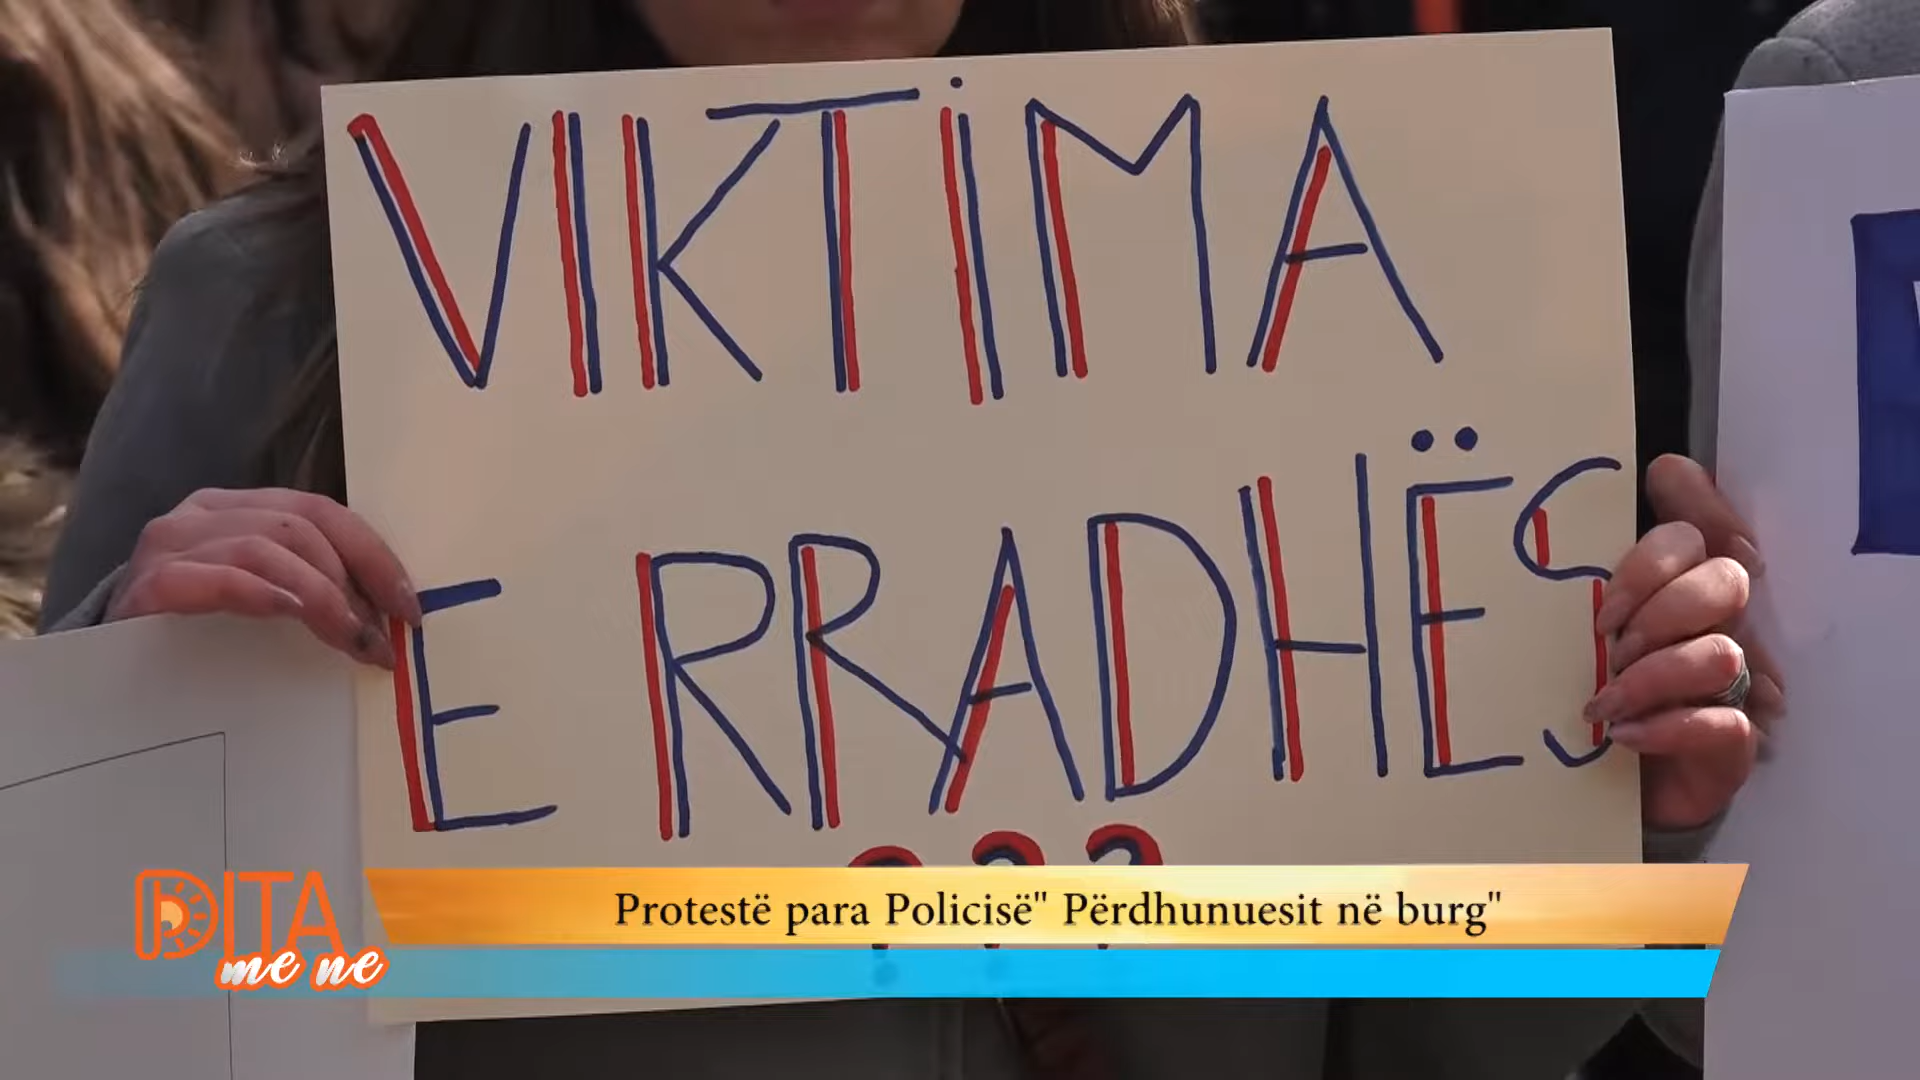 VIKTIMA
E RRADHËS
???
Protestë para Policisë" Përdhunuesit në burg"
DITA
me ne